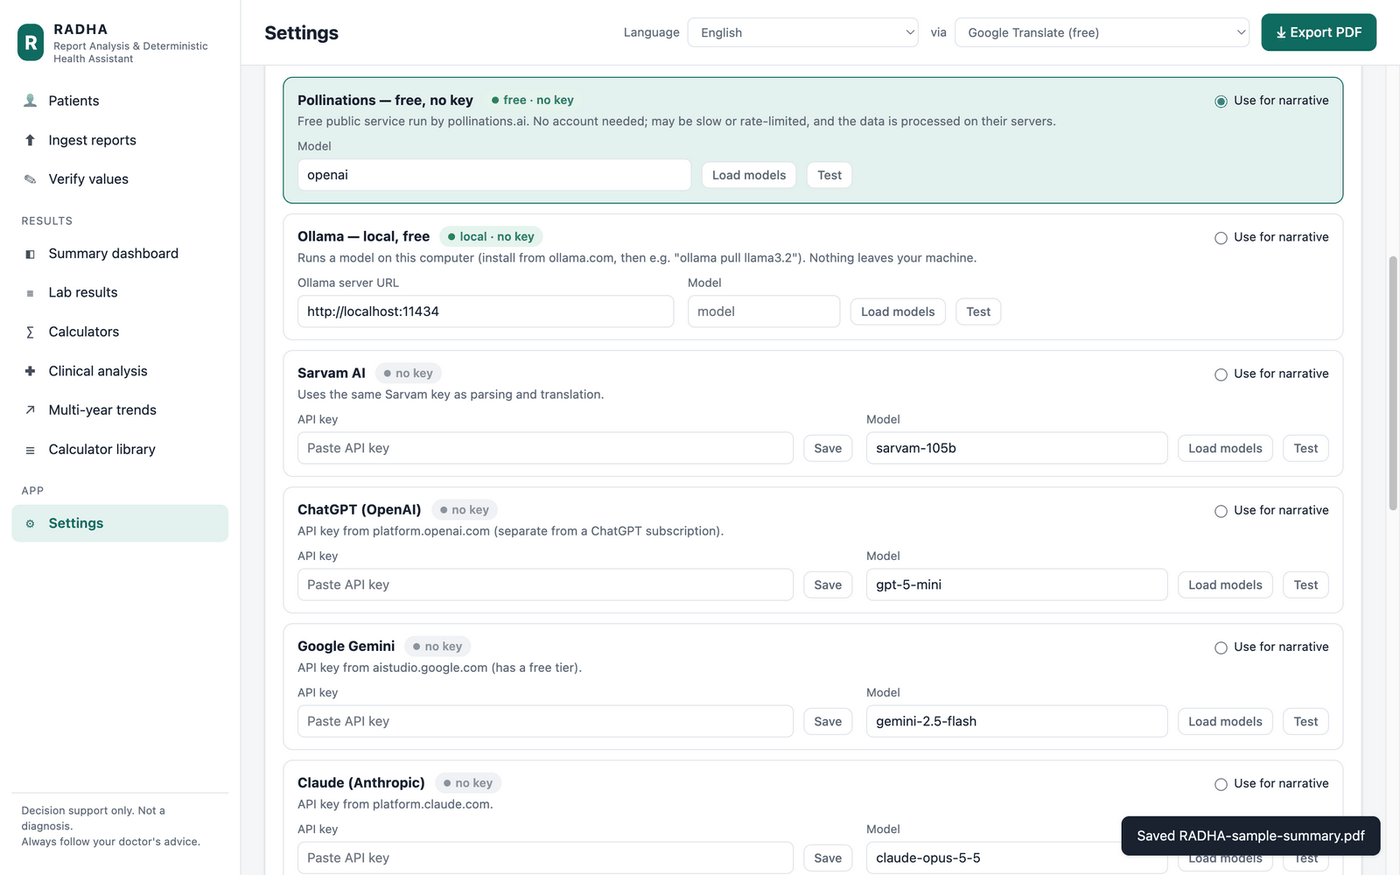 R
RADHA
Report Analysis & Deterministic
Health Assistant
Patients
Ingest reports
Verify values
RESULTS
Summary dashboard
Lab results
∑ Calculators
Clinical analysis
Multi-year trends
Calculator library
APP
Settings
Decision support only. Not a
diagnosis.
Always follow your doctor's advice.
Settings
Language English via Google Translate (free) Export PDF
Pollinations — free, no key free · no key Use for narrative
Free public service run by pollinations.ai. No account needed; may be slow or rate-limited, and the data is processed on their servers.
Model
openai Load models Test
Ollama — local, free local · no key Use for narrative
Runs a model on this computer (install from ollama.com, then e.g. "ollama pull llama3.2"). Nothing leaves your machine.
Ollama server URL Model
http://localhost:11434 model Load models Test
Sarvam AI no key Use for narrative
Uses the same Sarvam key as parsing and translation.
API key Model
Paste API key Save sarvam-105b Load models Test
ChatGPT (OpenAI) no key Use for narrative
API key from platform.openai.com (separate from a ChatGPT subscription).
API key Model
Paste API key Save gpt-5-mini Load models Test
Google Gemini no key Use for narrative
API key from aistudio.google.com (has a free tier).
API key Model
Paste API key Save gemini-2.5-flash Load models Test
Claude (Anthropic) no key Use for narrative
API key from platform.claude.com.
API key Model
Paste API key Save claude-opus-5-5 Load models Test
Saved RADHA-sample-summary.pdf